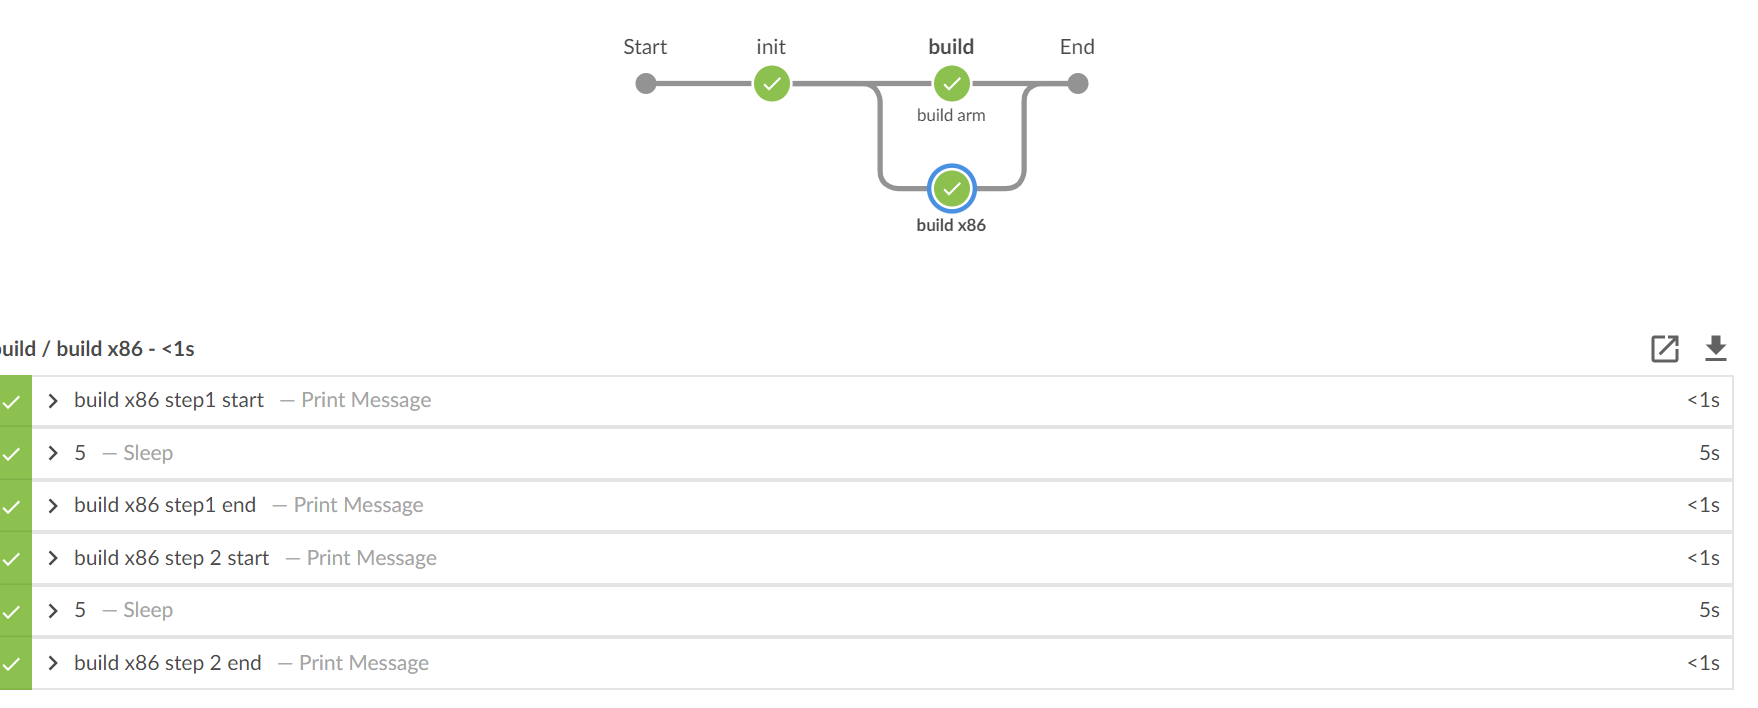 Start init build End
build arm
build x86
uild / build x86 - <1s
build x86 step1 start — Print Message <1s
5 — Sleep 5s
build x86 step1 end — Print Message <1s
build x86 step 2 start — Print Message <1s
5 — Sleep 5s
build x86 step 2 end — Print Message <1s